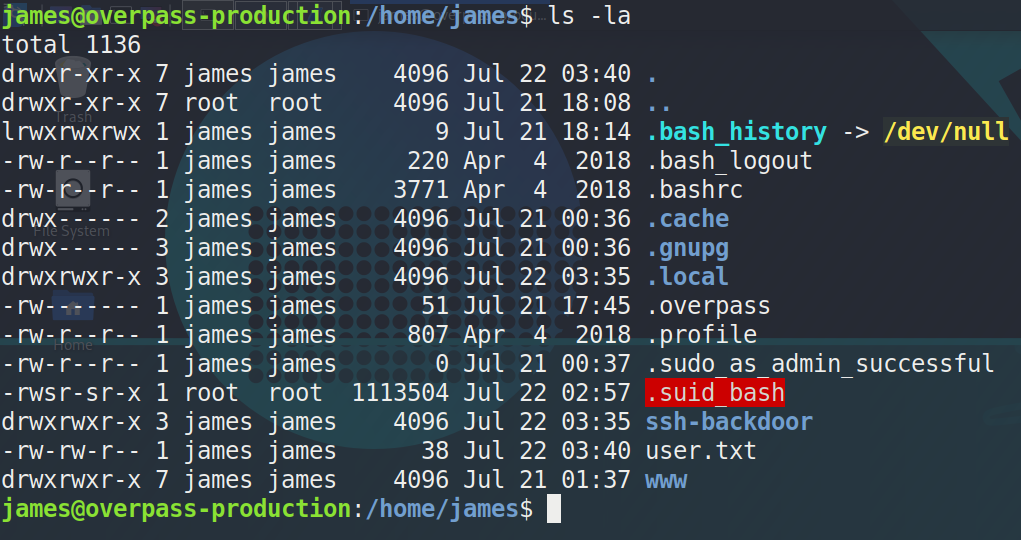 james@overpass-production:/home/james$ ls -la
total 1136
drwxr-xr-x 7 james james    4096 Jul 22 03:40 .
drwxr-xr-x 7 root  root     4096 Jul 21 18:08 ..
lrwxrwxrwx 1 james james       9 Jul 21 18:14 .bash_history -> /dev/null
-rw-r--r-- 1 james james     220 Apr  4  2018 .bash_logout
-rw-r--r-- 1 james james    3771 Apr  4  2018 .bashrc
drwx------ 2 james james    4096 Jul 21 00:36 .cache
drwx------ 3 james james    4096 Jul 21 00:36 .gnupg
drwxrwxr-x 3 james james    4096 Jul 22 03:35 .local
-rw------- 1 james james      51 Jul 21 17:45 .overpass
-rw-r--r-- 1 james james     807 Apr  4  2018 .profile
-rw-r--r-- 1 james james       0 Jul 21 00:37 .sudo_as_admin_successful
-rwsr-sr-x 1 root  root  1113504 Jul 22 02:57 .suid_bash
drwxrwxr-x 3 james james    4096 Jul 22 03:35 ssh-backdoor
-rw-rw-r-- 1 james james      38 Jul 22 03:40 user.txt
drwxrwxr-x 7 james james    4096 Jul 21 01:37 www
james@overpass-production:/home/james$
Trash
File System
Home